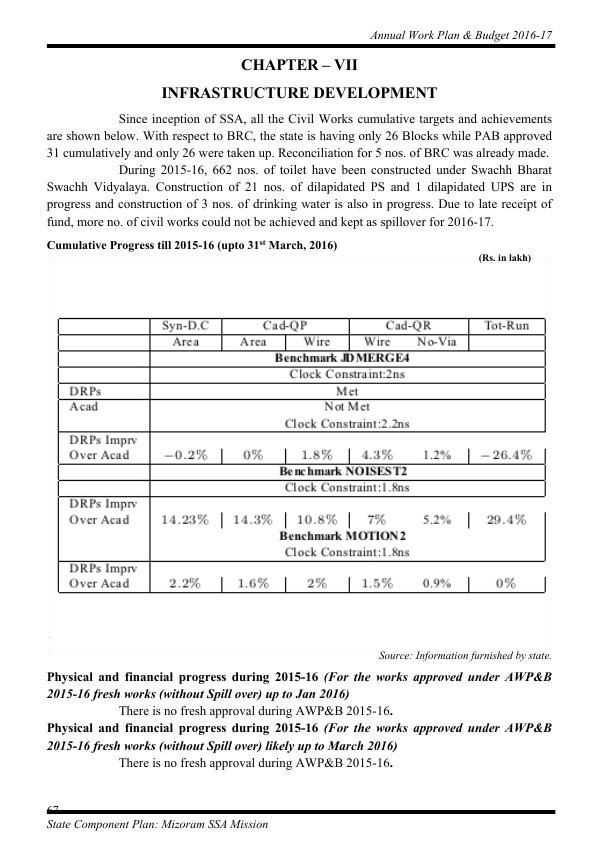 Annual Work Plan & Budget 2016-17
CHAPTER – VII
INFRASTRUCTURE DEVELOPMENT
Since inception of SSA, all the Civil Works cumulative targets and achievements
are shown below. With respect to BRC, the state is having only 26 Blocks while PAB approved
31 cumulatively and only 26 were taken up. Reconciliation for 5 nos. of BRC was already made.
During 2015-16, 662 nos. of toilet have been constructed under Swachh Bharat
Swachh Vidyalaya. Construction of 21 nos. of dilapidated PS and 1 dilapidated UPS are in
progress and construction of 3 nos. of drinking water is also in progress. Due to late receipt of
fund, more no. of civil works could not be achieved and kept as spillover for 2016-17.
Cumulative Progress till 2015-16 (upto 31st March, 2016)
(Rs. in lakh)
Syn-D.C Cad-QP Cad-QR Tot-Run
Area Area Wire Wire No-Via
Benchmark JDMERGE4
Clock Constraint:2ns
DRPs Met
Acad Not Met
Clock Constraint:2.2ns
DRPs Imprv
Over Acad −0.2% 0% 1.8% 4.3% 1.2% −26.4%
Benchmark NOISEST2
Clock Constraint:1.8ns
DRPs Imprv
Over Acad 14.23% 14.3% 10.8% 7% 5.2% 29.4%
Benchmark MOTION2
Clock Constraint:1.8ns
DRPs Imprv
Over Acad 2.2% 1.6% 2% 1.5% 0.9% 0%
Source: Information furnished by state.
Physical and financial progress during 2015-16 (For the works approved under AWP&B
2015-16 fresh works (without Spill over) up to Jan 2016)
There is no fresh approval during AWP&B 2015-16.
Physical and financial progress during 2015-16 (For the works approved under AWP&B
2015-16 fresh works (without Spill over) likely up to March 2016)
There is no fresh approval during AWP&B 2015-16.
67
State Component Plan: Mizoram SSA Mission